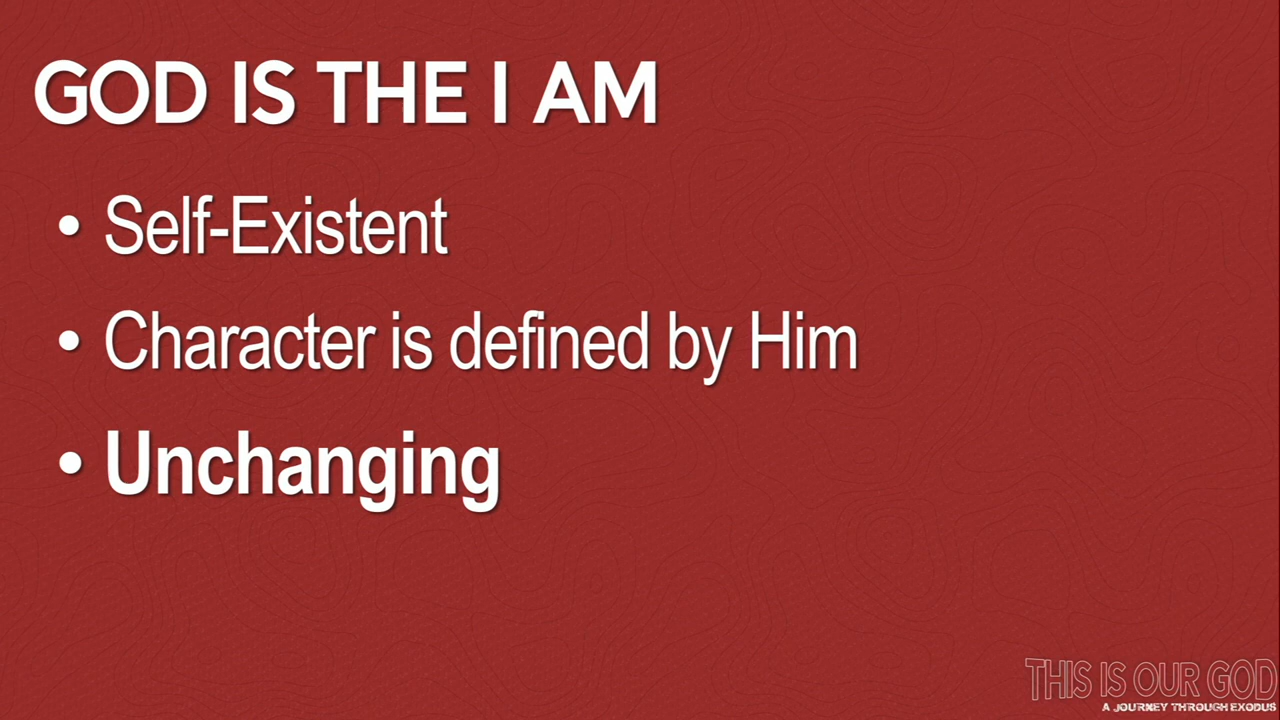 GOD IS THE I AM
• Self-Existent
• Character is defined by Him
• Unchanging
THIS IS OUR GOD
A JOURNEY THROUGH EXODUS